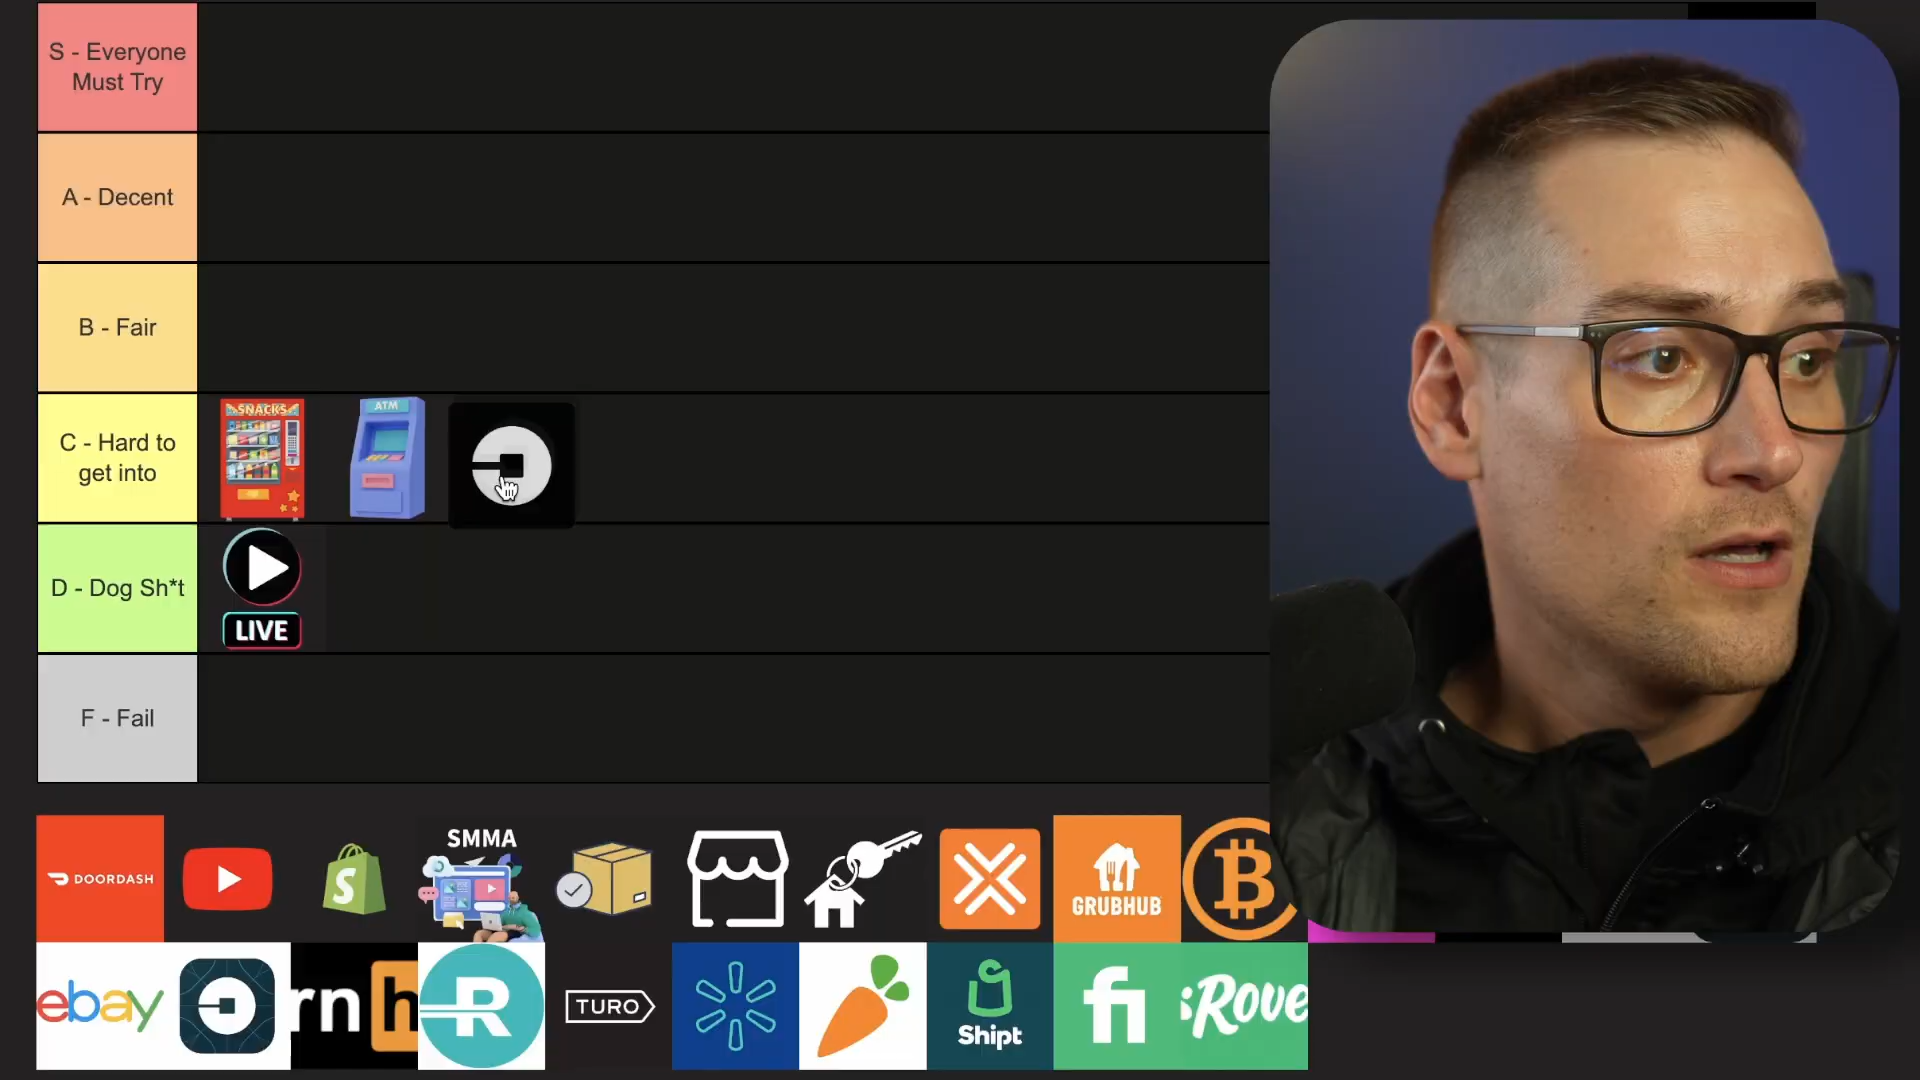 S - Everyone
Must Try
A - Decent
B - Fair
C - Hard to
get into
SNACKS
ATM
D - Dog Sh*t
LIVE
F - Fail
DOORDASH
S
SMMA
GRUBHUB
B
ebay
rn h
R
TURO
Shipt
fi
Rove